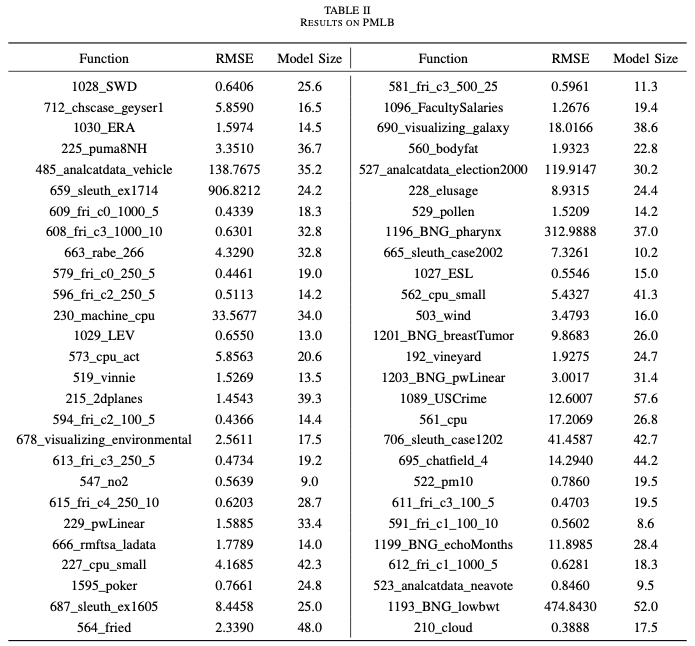 TABLE II
RESULTS ON PMLB
Function RMSE Model Size Function RMSE Model Size
1028_SWD 0.6406 25.6 581_fri_c3_500_25 0.5961 11.3
712_chscase_geyser1 5.8590 16.5 1096_FacultySalaries 1.2676 19.4
1030_ERA 1.5974 14.5 690_visualizing_galaxy 18.0166 38.6
225_puma8NH 3.3510 36.7 560_bodyfat 1.9323 22.8
485_analcatdata_vehicle 138.7675 35.2 527_analcatdata_election2000 119.9147 30.2
659_sleuth_ex1714 906.8212 24.2 228_elusage 8.9315 24.4
609_fri_c0_1000_5 0.4339 18.3 529_pollen 1.5209 14.2
608_fri_c3_1000_10 0.6301 32.8 1196_BNG_pharynx 312.9888 37.0
663_rabe_266 4.3290 32.8 665_sleuth_case2002 7.3261 10.2
579_fri_c0_250_5 0.4461 19.0 1027_ESL 0.5546 15.0
596_fri_c2_250_5 0.5113 14.2 562_cpu_small 5.4327 41.3
230_machine_cpu 33.5677 34.0 503_wind 3.4793 16.0
1029_LEV 0.6550 13.0 1201_BNG_breastTumor 9.8683 26.0
573_cpu_act 5.8563 20.6 192_vineyard 1.9275 24.7
519_vinnie 1.5269 13.5 1203_BNG_pwLinear 3.0017 31.4
215_2dplanes 1.4543 39.3 1089_USCrime 12.6007 57.6
594_fri_c2_100_5 0.4366 14.4 561_cpu 17.2069 26.8
678_visualizing_environmental 2.5611 17.5 706_sleuth_case1202 41.4587 42.7
613_fri_c3_250_5 0.4734 19.2 695_chatfield_4 14.2940 44.2
547_no2 0.5639 9.0 522_pm10 0.7860 19.5
615_fri_c4_250_10 0.6203 28.7 611_fri_c3_100_5 0.4703 19.5
229_pwLinear 1.5885 33.4 591_fri_c1_100_10 0.5602 8.6
666_rmftsa_ladata 1.7789 14.0 1199_BNG_echoMonths 11.8985 28.4
227_cpu_small 4.1685 42.3 612_fri_c1_1000_5 0.6281 18.3
1595_poker 0.7661 24.8 523_analcatdata_neavote 0.8460 9.5
687_sleuth_ex1605 8.4458 25.0 1193_BNG_lowbwt 474.8430 52.0
564_fried 2.3390 48.0 210_cloud 0.3888 17.5